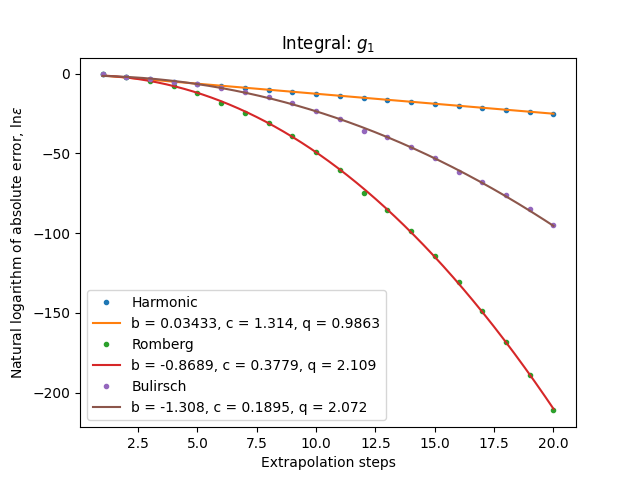 Integral: g₁
Natural logarithm of absolute error, lnε
0
−50
−100
−150
−200
Harmonic
b = 0.03433, c = 1.314, q = 0.9863
Romberg
b = -0.8689, c = 0.3779, q = 2.109
Bulirsch
b = -1.308, c = 0.1895, q = 2.072
2.5 5.0 7.5 10.0 12.5 15.0 17.5 20.0
Extrapolation steps